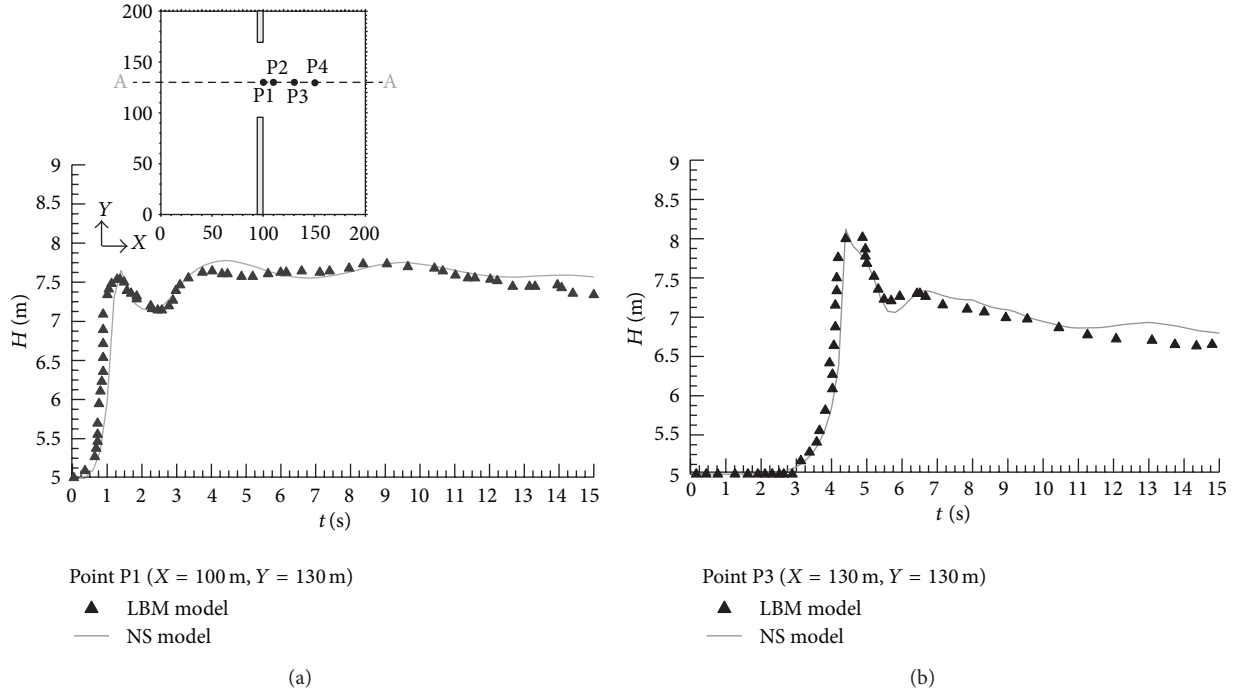 200
150
100
50
0
0 50 100 150 200
A A
P2 P4
P1 P3
Y
X
9
8.5
8
7.5
7
6.5
6
5.5
5
H (m)
0 1 2 3 4 5 6 7 8 9 10 11 12 13 14 15
t (s)
Point P1 (X = 100 m, Y = 130 m)
LBM model
NS model
(a)
9
8.5
8
7.5
7
6.5
6
5.5
5
H (m)
0 1 2 3 4 5 6 7 8 9 10 11 12 13 14 15
t (s)
Point P3 (X = 130 m, Y = 130 m)
LBM model
NS model
(b)